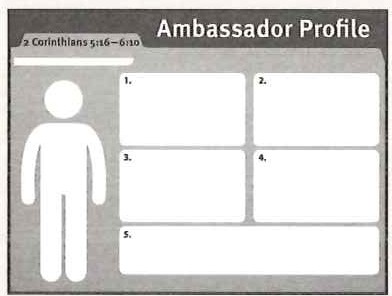 Ambassador Profile
2 Corinthians 5:16–6:10
1.
2.
3.
4.
5.